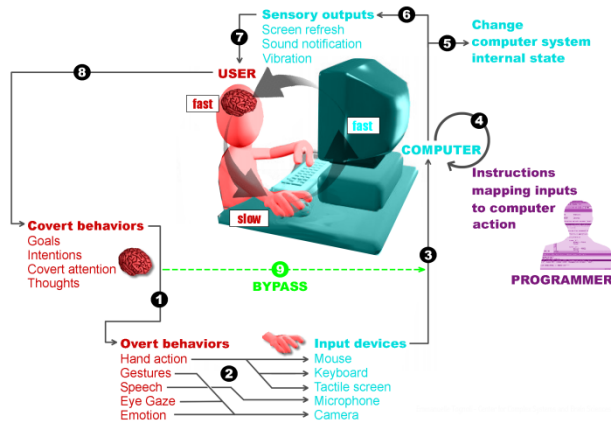 Sensory outputs
Screen refresh
Sound notification
Vibration
6
7
5
Change
computer system
internal state
8
USER
fast
fast
4
COMPUTER
Instructions
mapping inputs
to computer
action
slow
PROGRAMMER
Covert behaviors
Goals
Intentions
Covert attention
Thoughts
9
BYPASS
3
1
Overt behaviors
Hand action
Gestures
Speech
Eye Gaze
Emotion
2
Input devices
Mouse
Keyboard
Tactile screen
Microphone
Camera